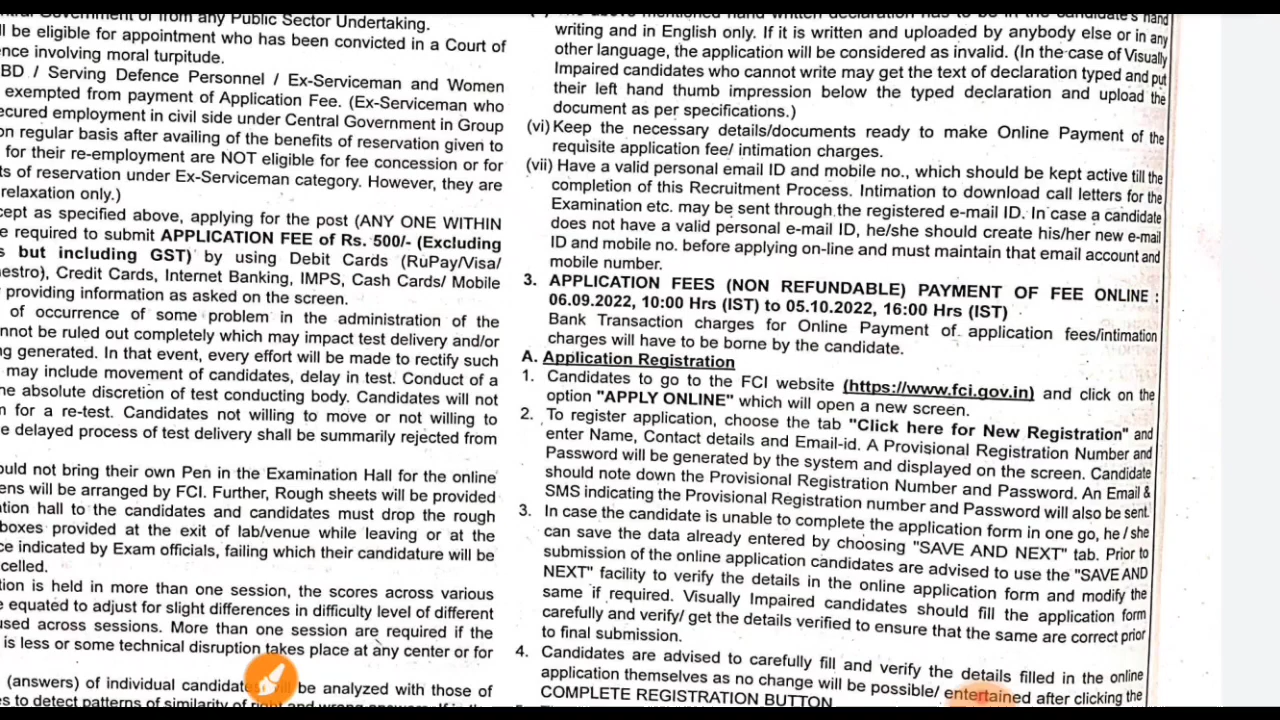 Government or from any Public Sector Undertaking.
ll be eligible for appointment who has been convicted in a Court of
nce involving moral turpitude.
BD / Serving Defence Personnel / Ex-Serviceman and Women
exempted from payment of Application Fee. (Ex-Serviceman who
ecured employment in civil side under Central Government in Group
on regular basis after availing of the benefits of reservation given to
for their re-employment are NOT eligible for fee concession or for
ts of reservation under Ex-Serviceman category. However, they are
relaxation only.)
cept as specified above, applying for the post (ANY ONE WITHIN
e required to submit APPLICATION FEE of Rs. 500/- (Excluding
s but including GST) by using Debit Cards (RuPay/Visa/
estro), Credit Cards, Internet Banking, IMPS, Cash Cards/ Mobile
providing information as asked on the screen.
of occurrence of some problem in the administration of the
nnot be ruled out completely which may impact test delivery and/or
ng generated. In that event, every effort will be made to rectify such
may include movement of candidates, delay in test. Conduct of a
he absolute discretion of test conducting body. Candidates will not
m for a re-test. Candidates not willing to move or not willing to
e delayed process of test delivery shall be summarily rejected from
ould not bring their own Pen in the Examination Hall for the online
ens will be arranged by FCI. Further, Rough sheets will be provided
tion hall to the candidates and candidates must drop the rough
boxes provided at the exit of lab/venue while leaving or at the
ce indicated by Exam officials, failing which their candidature will be
celled.
tion is held in more than one session, the scores across various
e equated to adjust for slight differences in difficulty level of different
used across sessions. More than one session are required if the
is less or some technical disruption takes place at any center or for
(answers) of individual candidates will be analyzed with those of
es to detect patterns of similarity of right and wrong
The above mentioned hand written declaration has to be in the candidate's hand
writing and in English only. If it is written and uploaded by anybody else or in any
other language, the application will be considered as invalid. (In the case of Visually
Impaired candidates who cannot write may get the text of declaration typed and put
their left hand thumb impression below the typed declaration and upload the
document as per specifications.)
(vi) Keep the necessary details/documents ready to make Online Payment of the
requisite application fee/ intimation charges.
(vii) Have a valid personal email ID and mobile no., which should be kept active till the
completion of this Recruitment Process. Intimation to download call letters for the
Examination etc. may be sent through the registered e-mail ID. In case a candidate
does not have a valid personal e-mail ID, he/she should create his/her new e-mail
ID and mobile no. before applying on-line and must maintain that email account and
mobile number.
3. APPLICATION FEES (NON REFUNDABLE) PAYMENT OF FEE ONLINE :
06.09.2022, 10:00 Hrs (IST) to 05.10.2022, 16:00 Hrs (IST)
Bank Transaction charges for Online Payment of application fees/intimation
charges will have to be borne by the candidate.
A. Application Registration
1. Candidates to go to the FCI website (https://www.fci.gov.in) and click on the
option "APPLY ONLINE" which will open a new screen.
2. To register application, choose the tab "Click here for New Registration" and
enter Name, Contact details and Email-id. A Provisional Registration Number and
Password will be generated by the system and displayed on the screen. Candidate
should note down the Provisional Registration Number and Password. An Email &
SMS indicating the Provisional Registration number and Password will also be sent.
3. In case the candidate is unable to complete the application form in one go, he / she
can save the data already entered by choosing "SAVE AND NEXT" tab. Prior to
submission of the online application candidates are advised to use the "SAVE AND
NEXT" facility to verify the details in the online application form and modify the
same if required. Visually Impaired candidates should fill the application form
carefully and verify/ get the details verified to ensure that the same are correct prior
to final submission.
4. Candidates are advised to carefully fill and verify the details filled in the online
application themselves as no change will be possible/ entertained after clicking the
COMPLETE REGISTRATION BUTTON